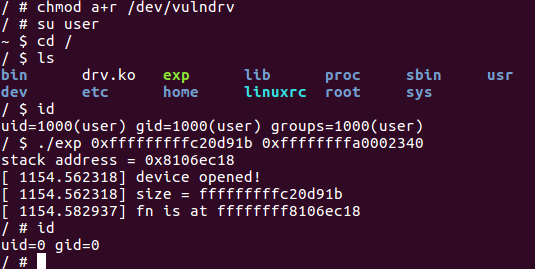 / # chmod a+r /dev/vulndrv
/ # su user
~ $ cd /
/ $ ls
bin drv.ko exp lib proc sbin usr
dev etc home linuxrc root sys
/ $ id
uid=1000(user) gid=1000(user) groups=1000(user)
/ $ ./exp 0xfffffffffc20d91b 0xffffffffa0002340
stack address = 0x8106ec18
[ 1154.562318] device opened!
[ 1154.562318] size = fffffffffc20d91b
[ 1154.582937] fn is at ffffffff8106ec18
/ # id
uid=0 gid=0
/ #